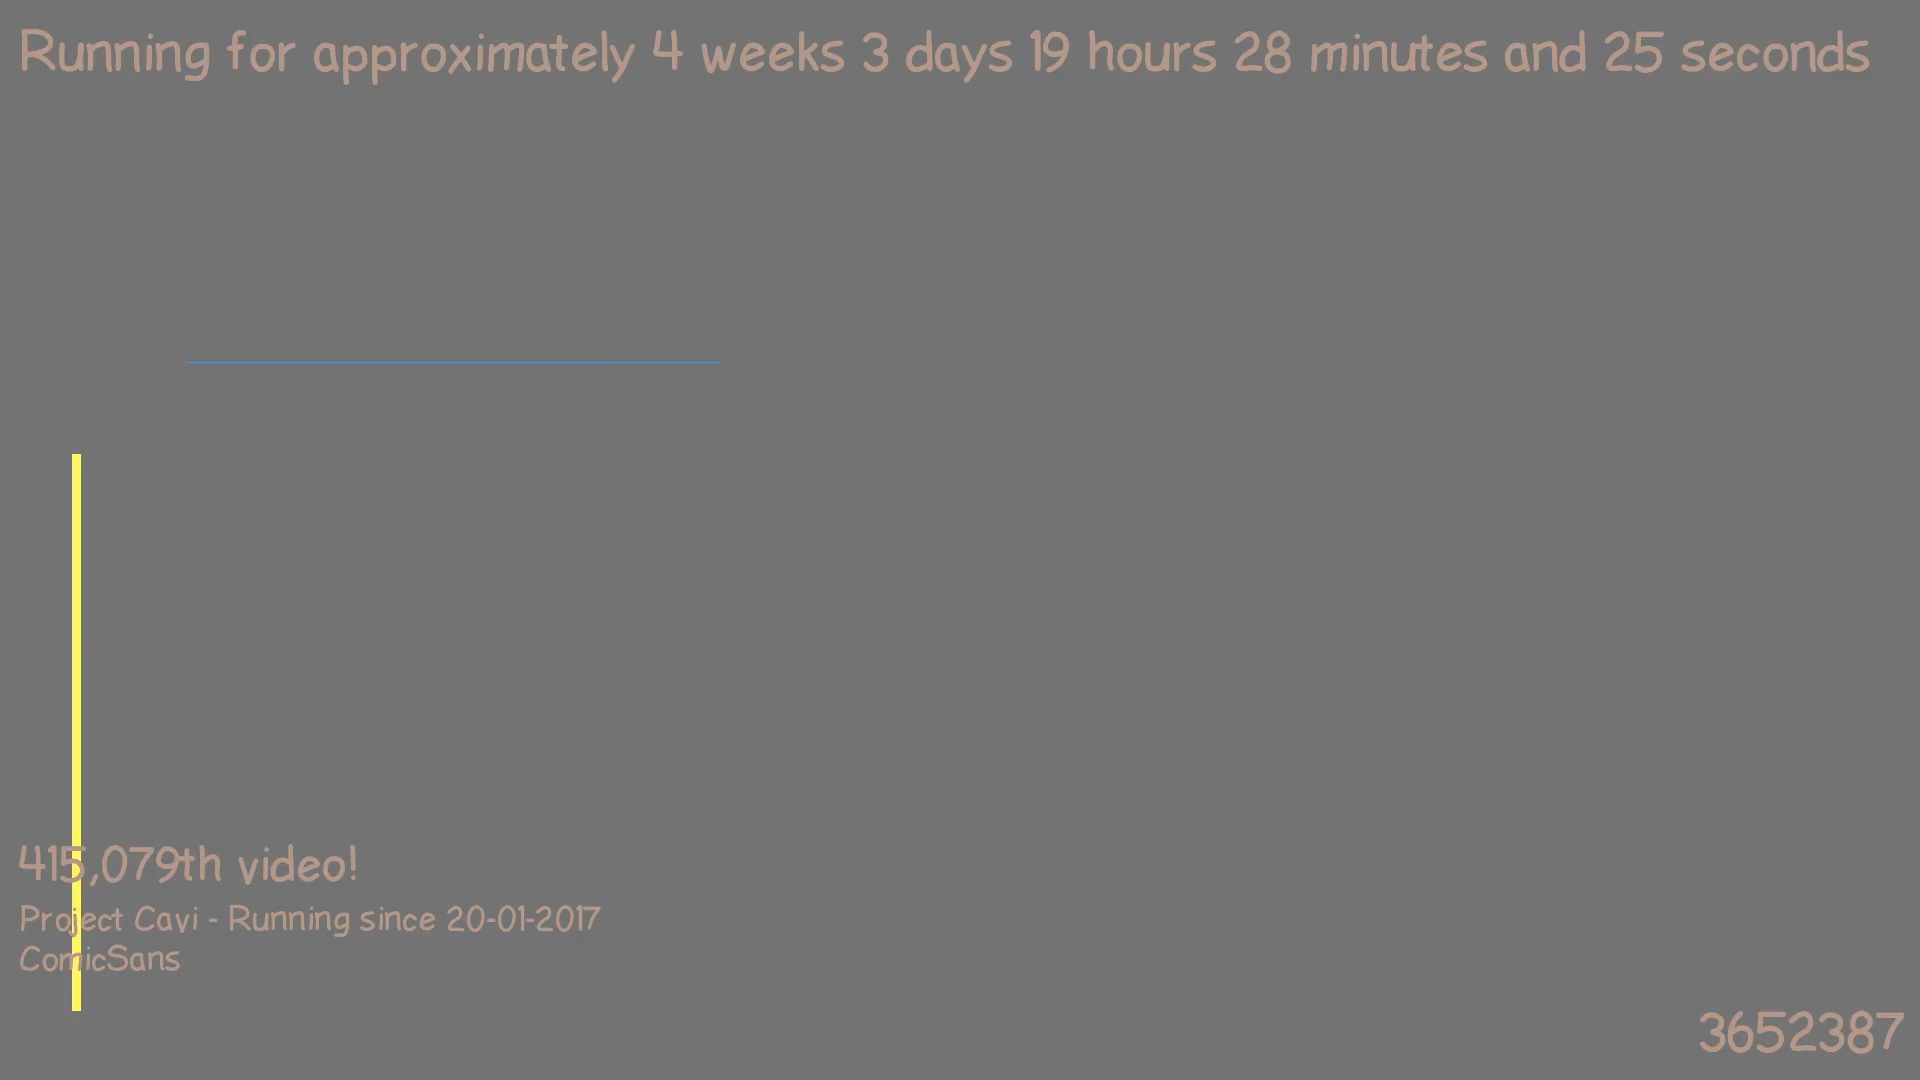 Running for approximately 4 weeks 3 days 19 hours 28 minutes and 25 seconds
415,079th video!
Project Cavi - Running since 20-01-2017
ComicSans
3652387